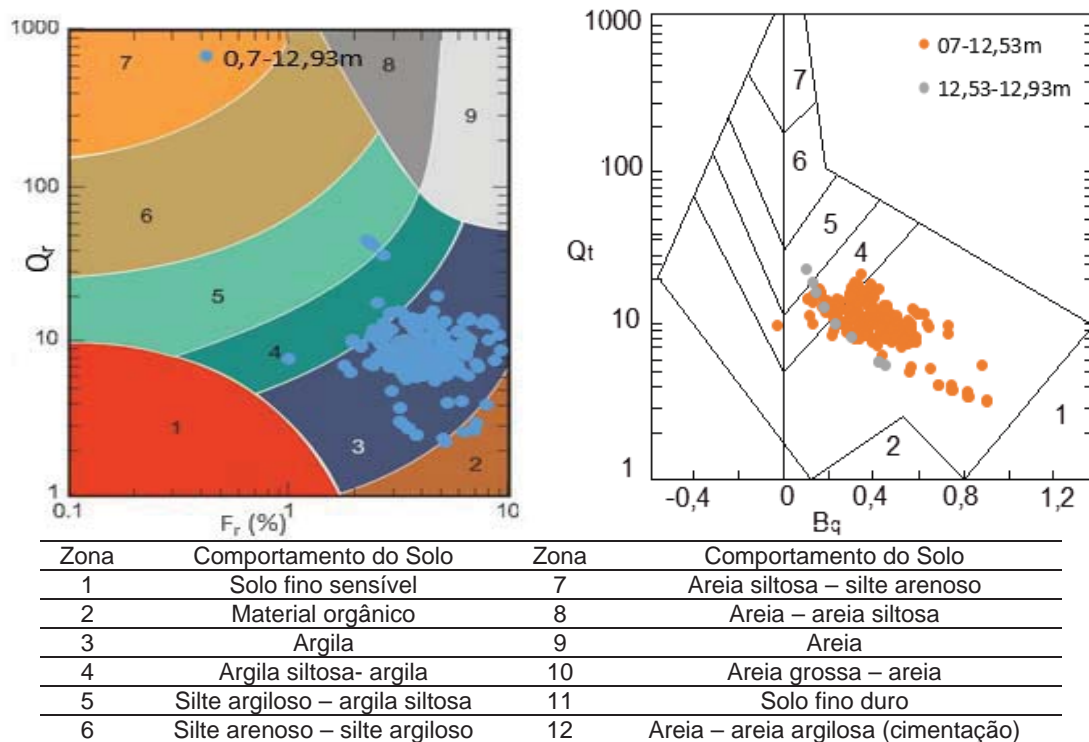 1000
100
10
1
0.1
1
10
Qr
Fr (%)
0,7-12,93m
7
8
9
6
5
4
1
3
2
1000
100
10
1
Qt
-0,4
0
0,4
0,8
1,2
Bq
07-12,53m
12,53-12,93m
7
6
5
4
1
2
Zona Comportamento do Solo Zona Comportamento do Solo
1 Solo fino sensível 7 Areia siltosa – silte arenoso
2 Material orgânico 8 Areia – areia siltosa
3 Argila 9 Areia
4 Argila siltosa- argila 10 Areia grossa – areia
5 Silte argiloso – argila siltosa 11 Solo fino duro
6 Silte arenoso – silte argiloso 12 Areia – areia argilosa (cimentação)